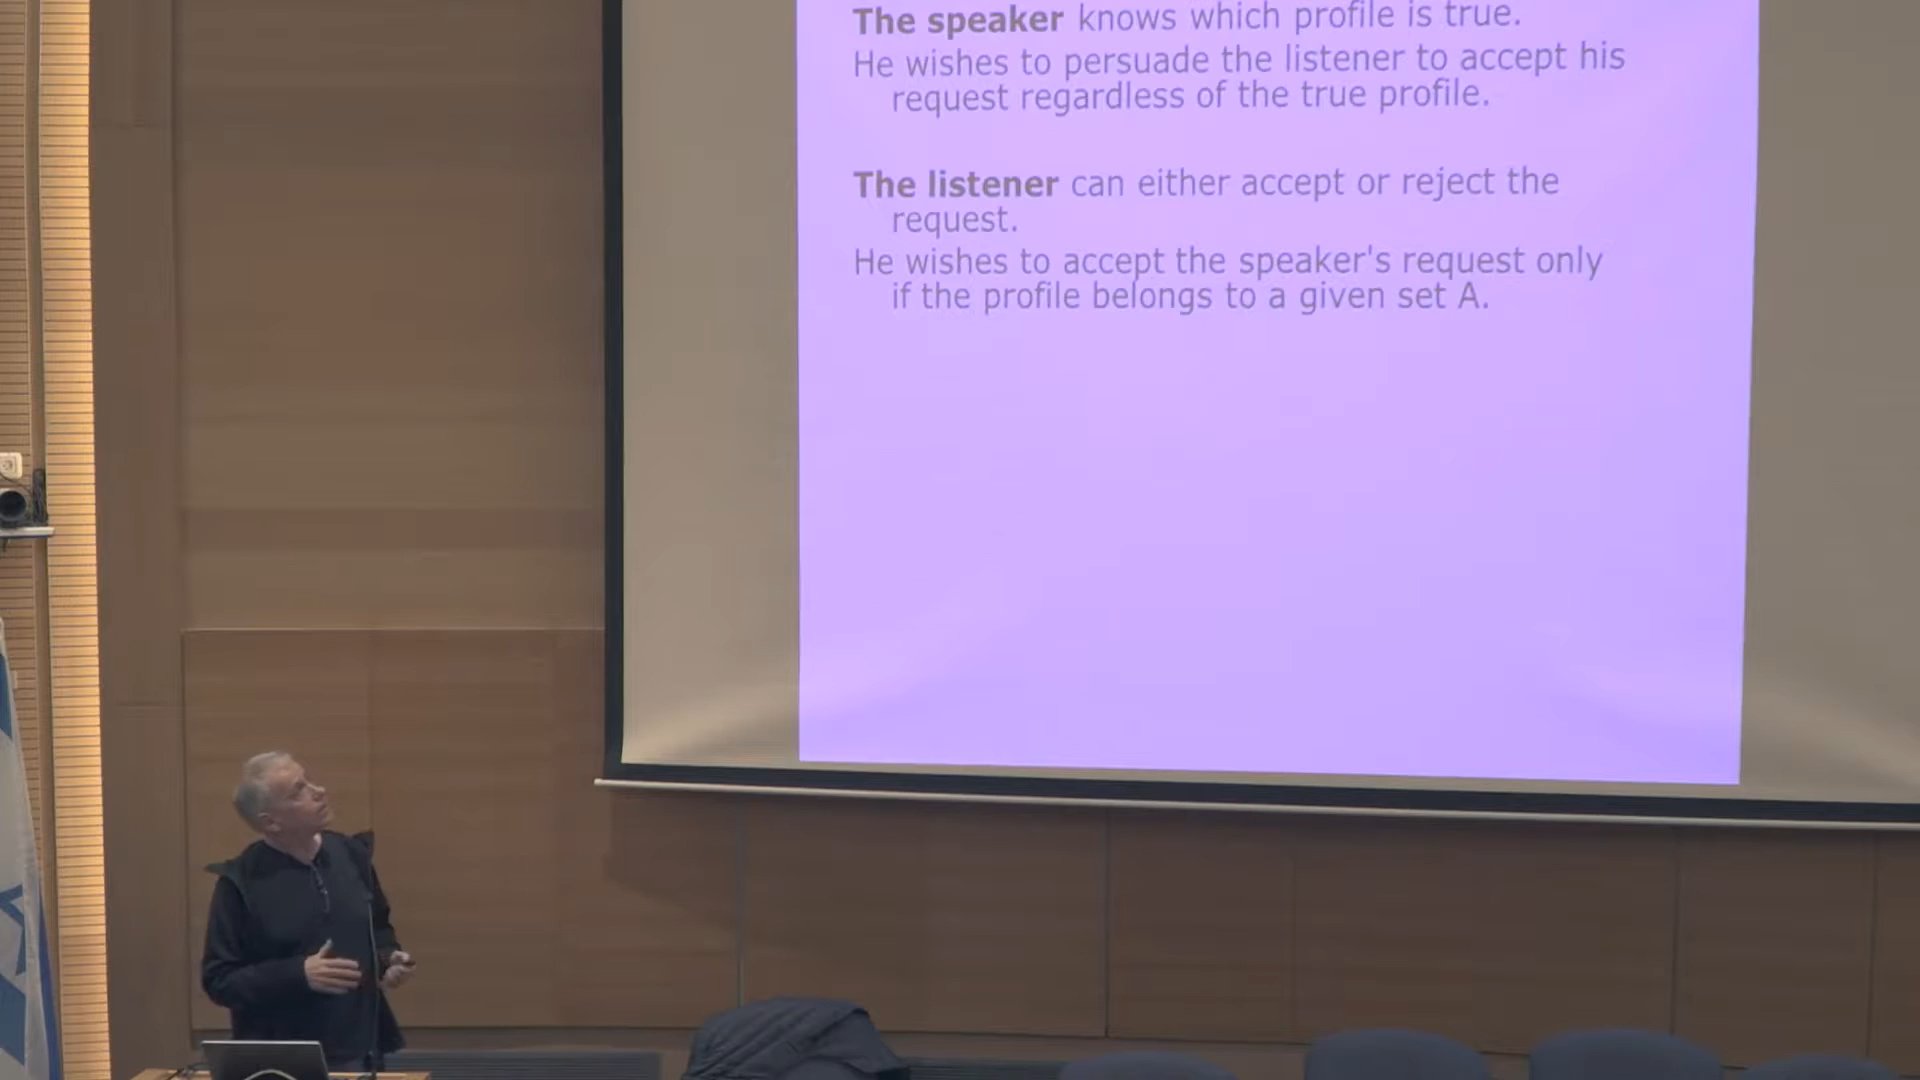 The speaker knows which profile is true.
He wishes to persuade the listener to accept his
request regardless of the true profile.
The listener can either accept or reject the
request.
He wishes to accept the speaker's request only
if the profile belongs to a given set A.